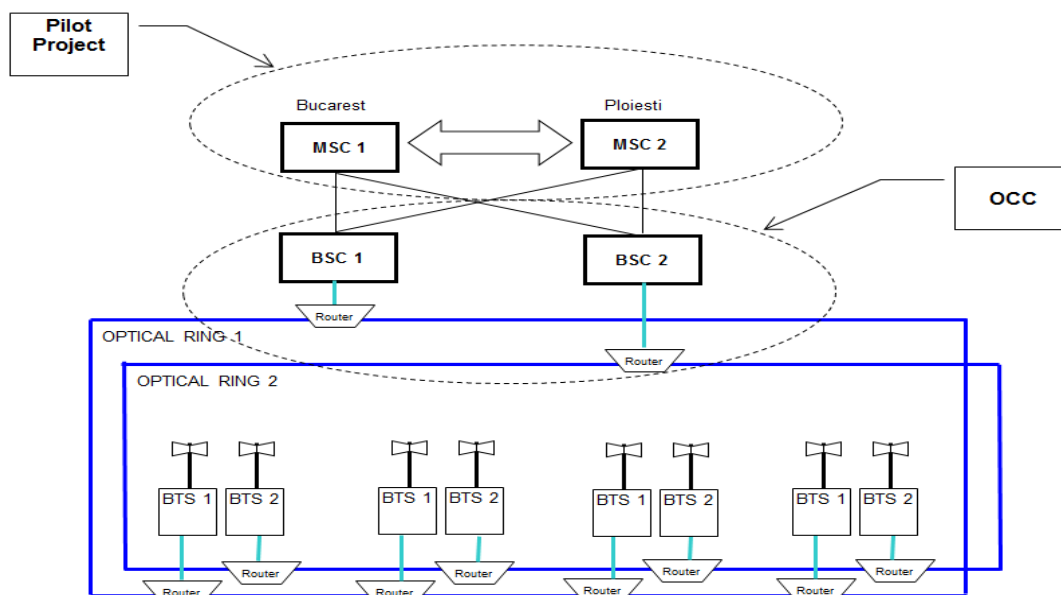 Pilot
Project
Bucarest
Ploiesti
MSC 1
MSC 2
OCC
BSC 1
BSC 2
Router
OPTICAL RING 1
Router
OPTICAL RING 2
BTS 1
BTS 2
BTS 1
BTS 2
BTS 1
BTS 2
BTS 1
BTS 2
Router
Router
Router
Router
Router
Router
Router
Router